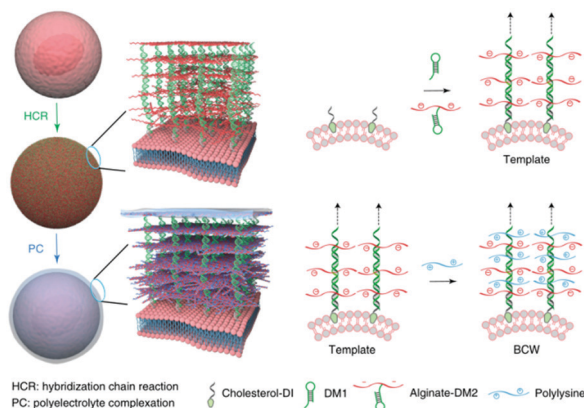 HCR
PC
Template
Template
BCW
HCR: hybridization chain reaction
PC: polyelectrolyte complexation
Cholesterol-DI
DM1
Alginate-DM2
Polylysine